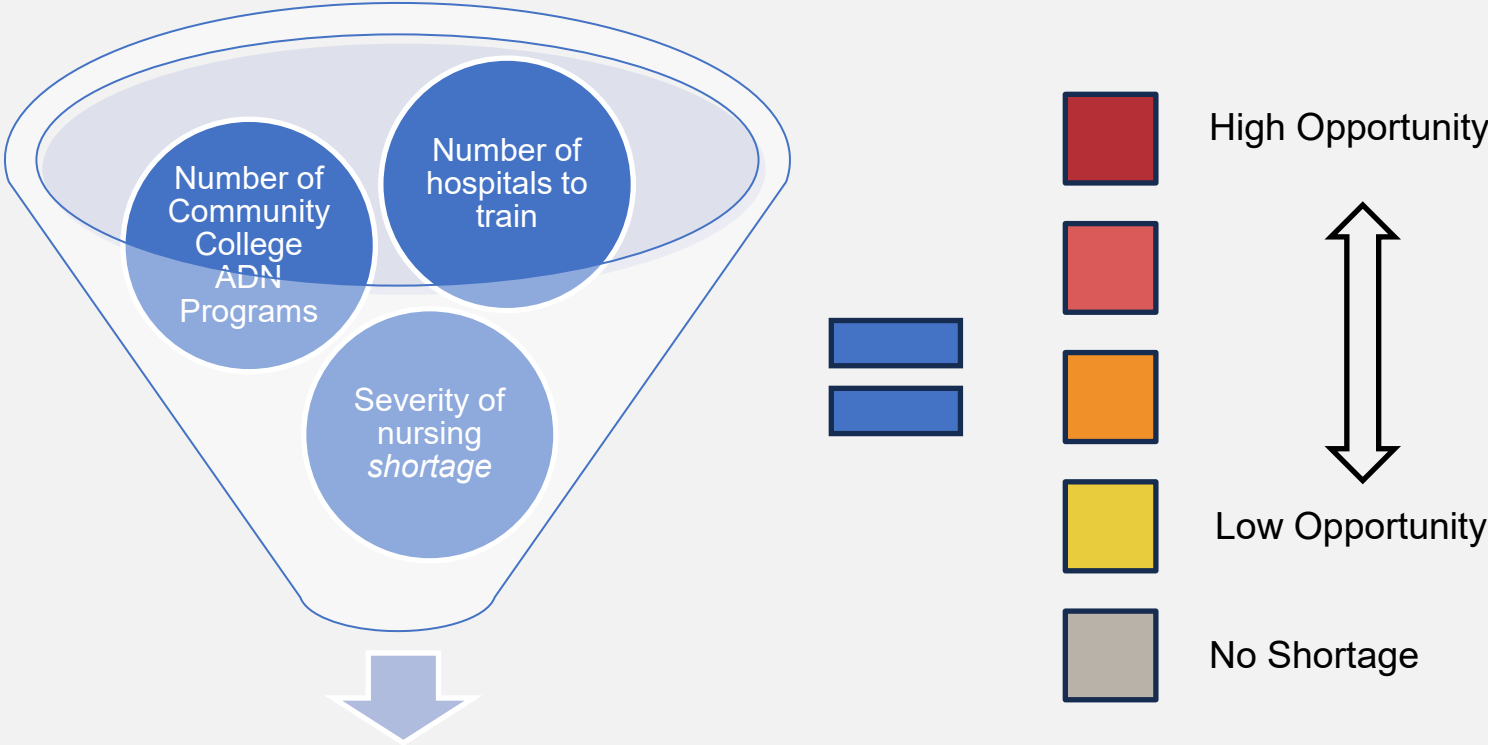 Number of
Community
College
ADN
Programs
Number of
hospitals to
train
Severity of
nursing
shortage
High Opportunity
Low Opportunity
No Shortage